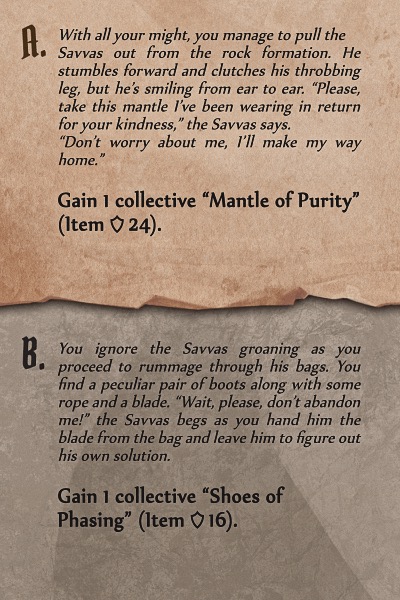 A.
With all your might, you manage to pull the
Savvas out from the rock formation. He
stumbles forward and clutches his throbbing
leg, but he's smiling from ear to ear. “Please,
take this mantle I've been wearing in return
for your kindness,” the Savvas says.
“Don't worry about me, I'll make my way
home.”
Gain 1 collective “Mantle of Purity”
(Item 24).
B.
You ignore the Savvas groaning as you
proceed to rummage through his bags. You
find a peculiar pair of boots along with some
rope and a blade. “Wait, please, don't abandon
me!” the Savvas begs as you hand him the
blade from the bag and leave him to figure out
his own solution.
Gain 1 collective “Shoes of
Phasing” (Item 16).